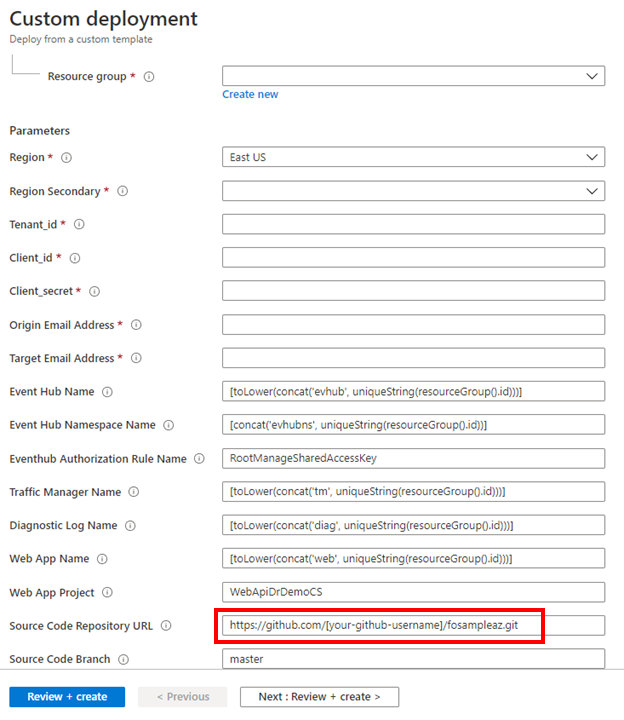 Custom deployment
Deploy from a custom template
Resource group *
Create new
Parameters
Region * East US
Region Secondary *
Tenant_id *
Client_id *
Client_secret *
Origin Email Address *
Target Email Address *
Event Hub Name [toLower(concat('evhub', uniqueString(resourceGroup().id)))]
Event Hub Namespace Name [concat('evhubns', uniqueString(resourceGroup().id))]
Eventhub Authorization Rule Name RootManageSharedAccessKey
Traffic Manager Name [toLower(concat('tm', uniqueString(resourceGroup().id)))]
Diagnostic Log Name [toLower(concat('diag', uniqueString(resourceGroup().id)))]
Web App Name [toLower(concat('web', uniqueString(resourceGroup().id)))]
Web App Project WebApiDrDemoCS
Source Code Repository URL https://github.com/[your-github-username]/fosampleaz.git
Source Code Branch master
Review + create < Previous Next : Review + create >